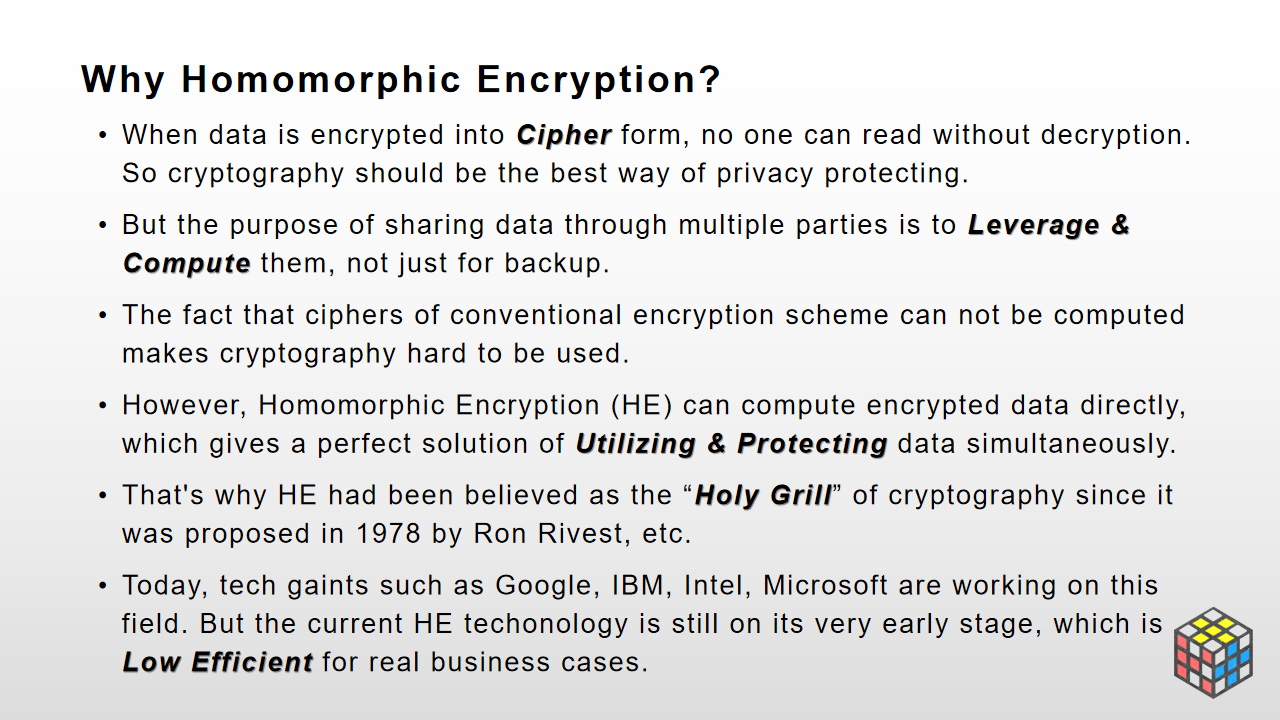 Why Homomorphic Encryption?
• When data is encrypted into Cipher form, no one can read without decryption.
So cryptography should be the best way of privacy protecting.
• But the purpose of sharing data through multiple parties is to Leverage &
Compute them, not just for backup.
• The fact that ciphers of conventional encryption scheme can not be computed
makes cryptography hard to be used.
• However, Homomorphic Encryption (HE) can compute encrypted data directly,
which gives a perfect solution of Utilizing & Protecting data simultaneously.
• That's why HE had been believed as the “Holy Grill” of cryptography since it
was proposed in 1978 by Ron Rivest, etc.
• Today, tech gaints such as Google, IBM, Intel, Microsoft are working on this
field. But the current HE techonology is still on its very early stage, which is
Low Efficient for real business cases.